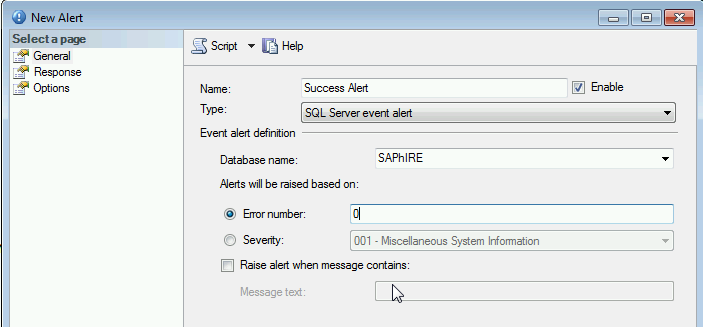 New Alert
Select a page
General
Response
Options
Script Help
Name: Success Alert Enable
Type: SQL Server event alert
Event alert definition
Database name: SAPhIRE
Alerts will be raised based on:
Error number: 0
Severity: 001 - Miscellaneous System Information
Raise alert when message contains:
Message text: